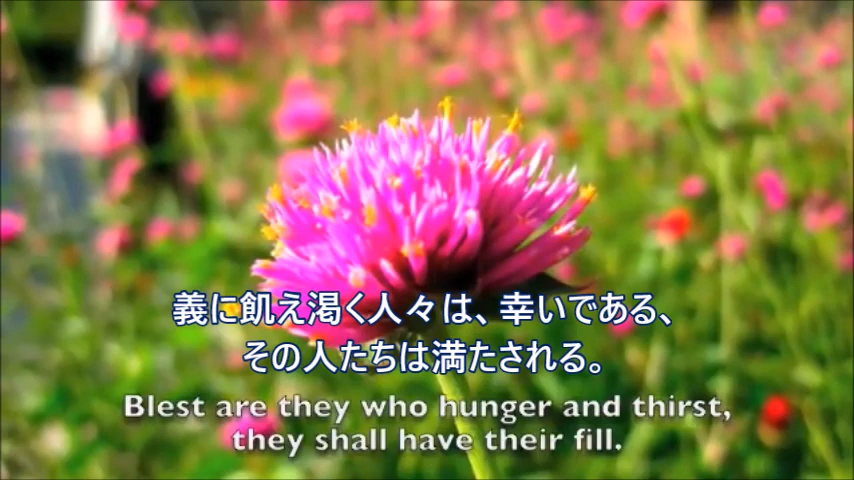 義に飢え渇く人々は、幸いである、
その人たちは満たされる。
Blest are they who hunger and thirst,
they shall have their fill.